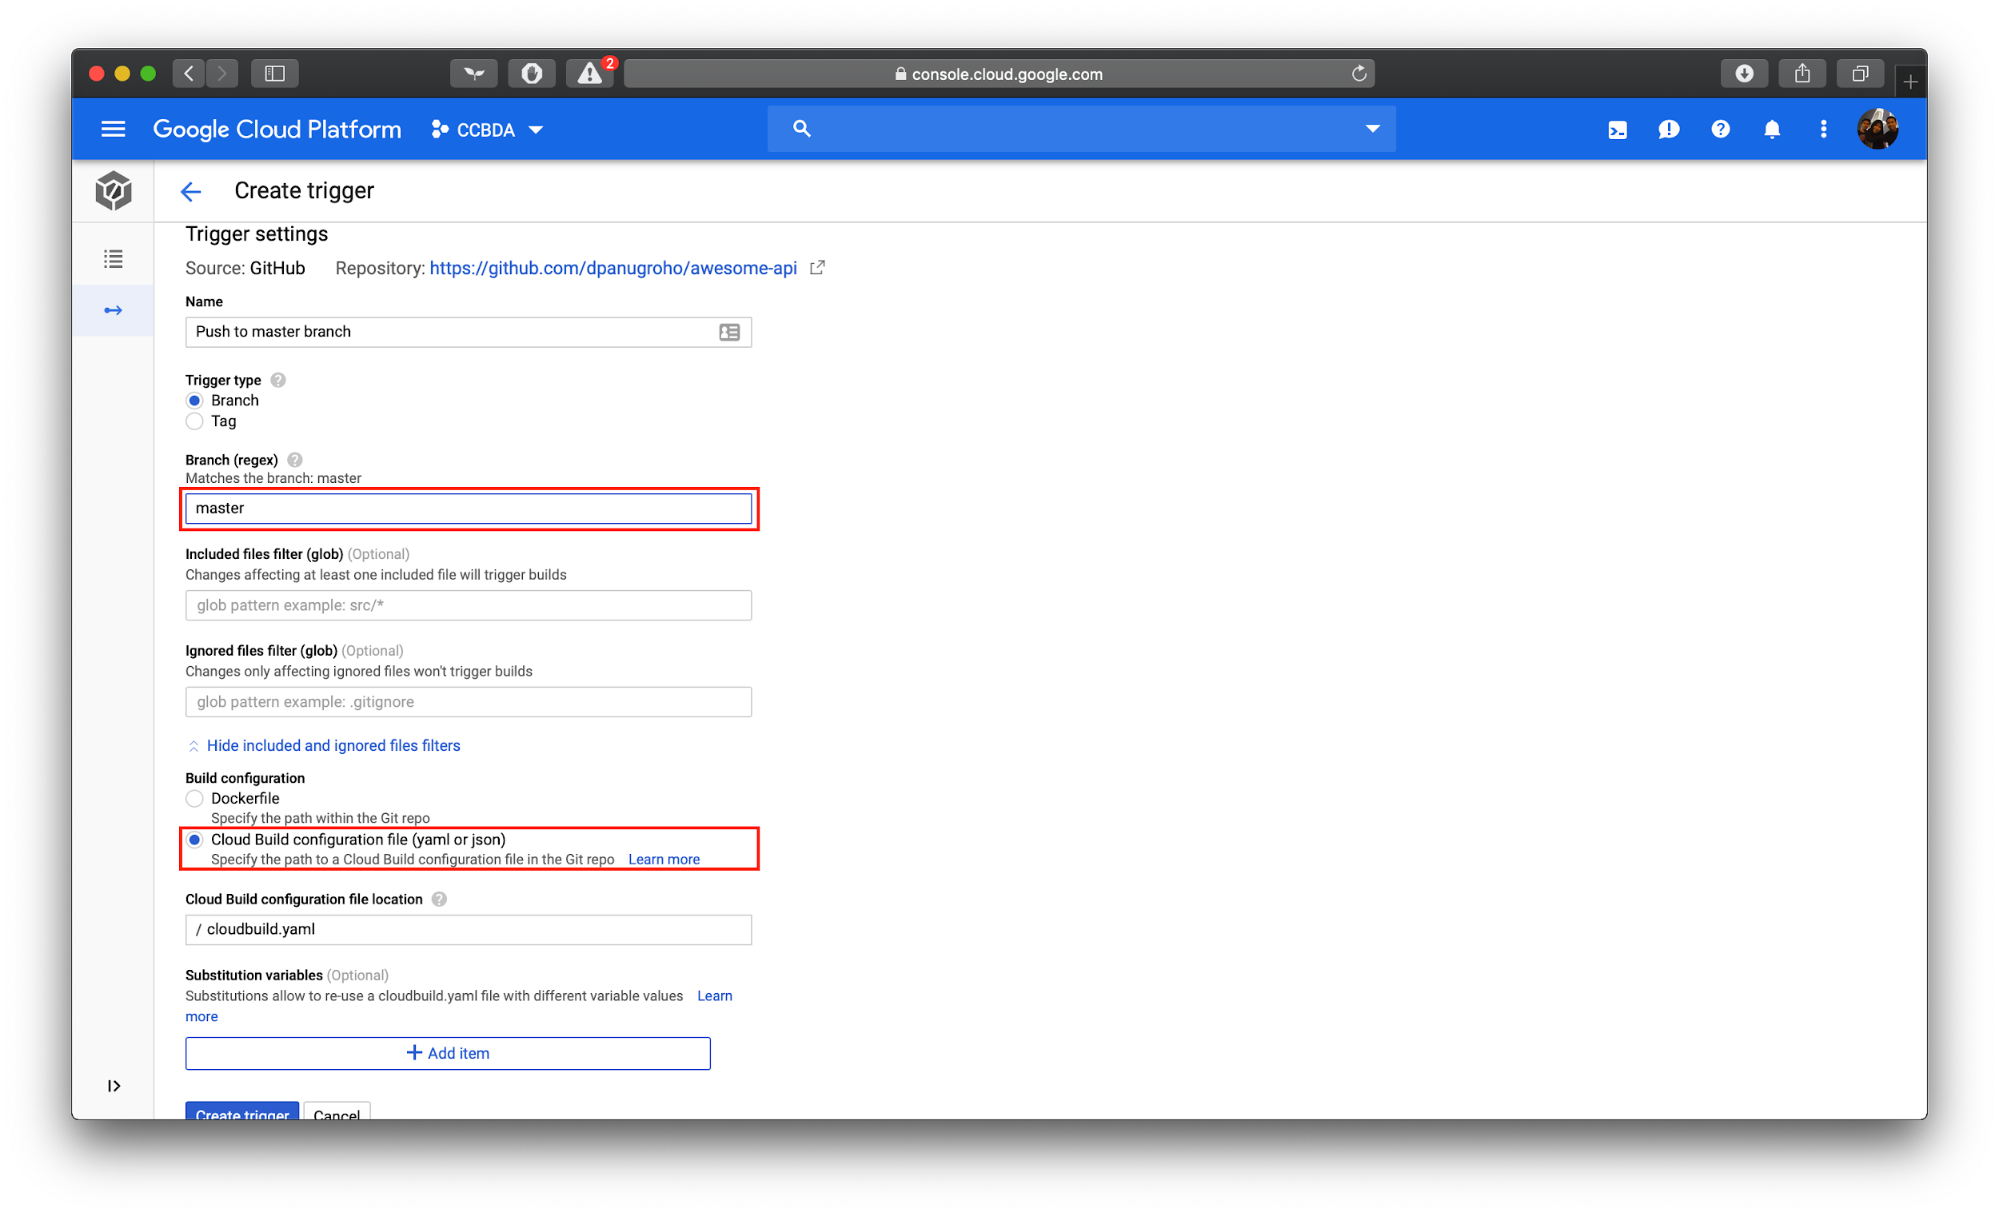 2
console.cloud.google.com
Google Cloud Platform
CCBDA
Create trigger
Trigger settings
Source: GitHub Repository: https://github.com/dpanugroho/awesome-api
Name
Push to master branch
Trigger type
Branch
Tag
Branch (regex)
Matches the branch: master
master
Included files filter (glob) (Optional)
Changes affecting at least one included file will trigger builds
glob pattern example: src/*
Ignored files filter (glob) (Optional)
Changes only affecting ignored files won't trigger builds
glob pattern example: .gitignore
Hide included and ignored files filters
Build configuration
Dockerfile
Specify the path within the Git repo
Cloud Build configuration file (yaml or json)
Specify the path to a Cloud Build configuration file in the Git repo Learn more
Cloud Build configuration file location
/ cloudbuild.yaml
Substitution variables (Optional)
Substitutions allow to re-use a cloudbuild.yaml file with different variable values Learn
more
+ Add item
Create trigger Cancel